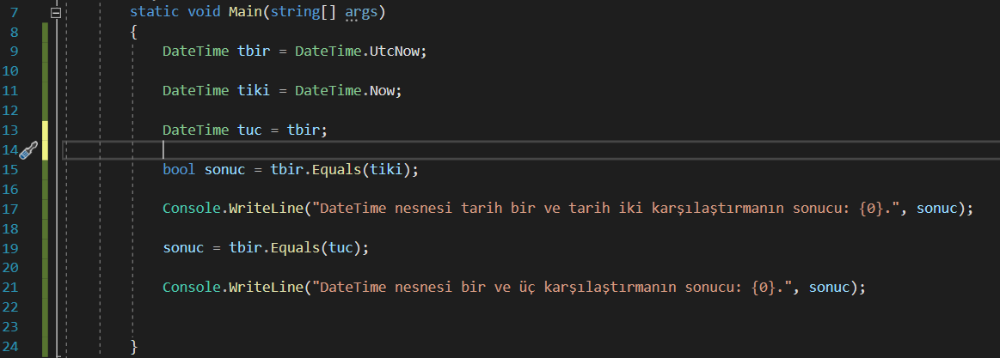 7 static void Main(string[] args)
8 {
9 DateTime tbir = DateTime.UtcNow;
10
11 DateTime tiki = DateTime.Now;
12
13 DateTime tuc = tbir;
14
15 bool sonuc = tbir.Equals(tiki);
16
17 Console.WriteLine("DateTime nesnesi tarih bir ve tarih iki karşılaştırmanın sonucu: {0}.", sonuc);
18
19 sonuc = tbir.Equals(tuc);
20
21 Console.WriteLine("DateTime nesnesi bir ve üç karşılaştırmanın sonucu: {0}.", sonuc);
22
23
24 }